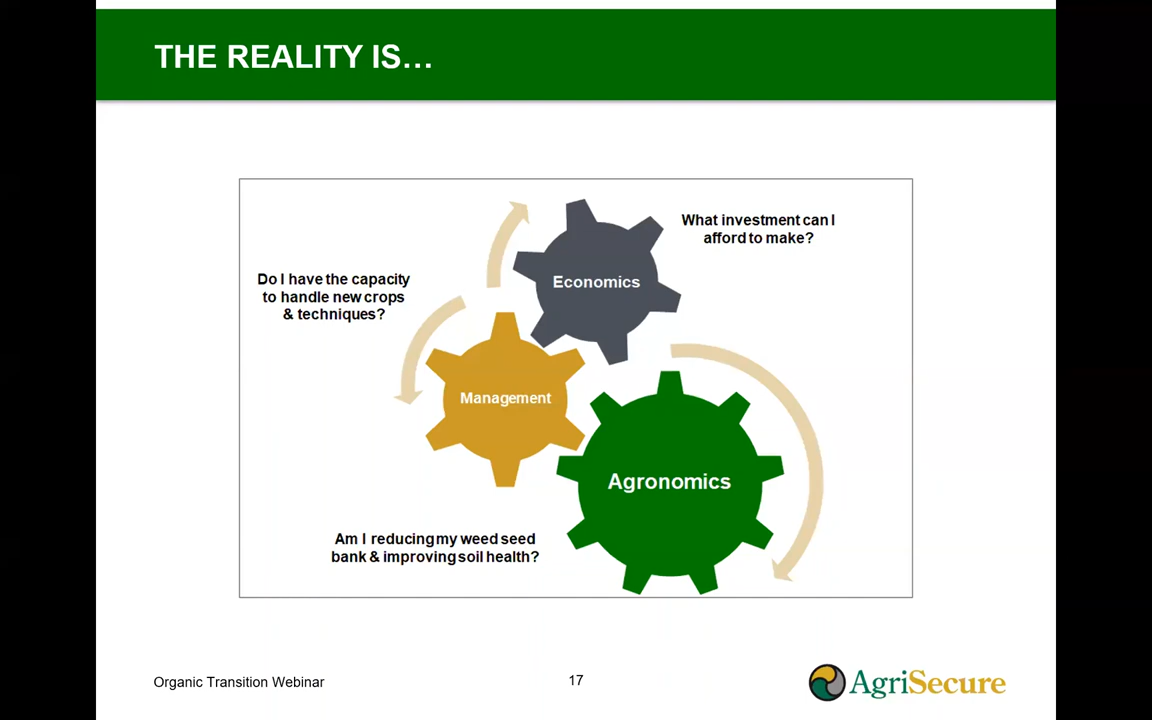 THE REALITY IS…
What investment can I
afford to make?
Economics
Do I have the capacity
to handle new crops
& techniques?
Management
Agronomics
Am I reducing my weed seed
bank & improving soil health?
Organic Transition Webinar
17
AgriSecure